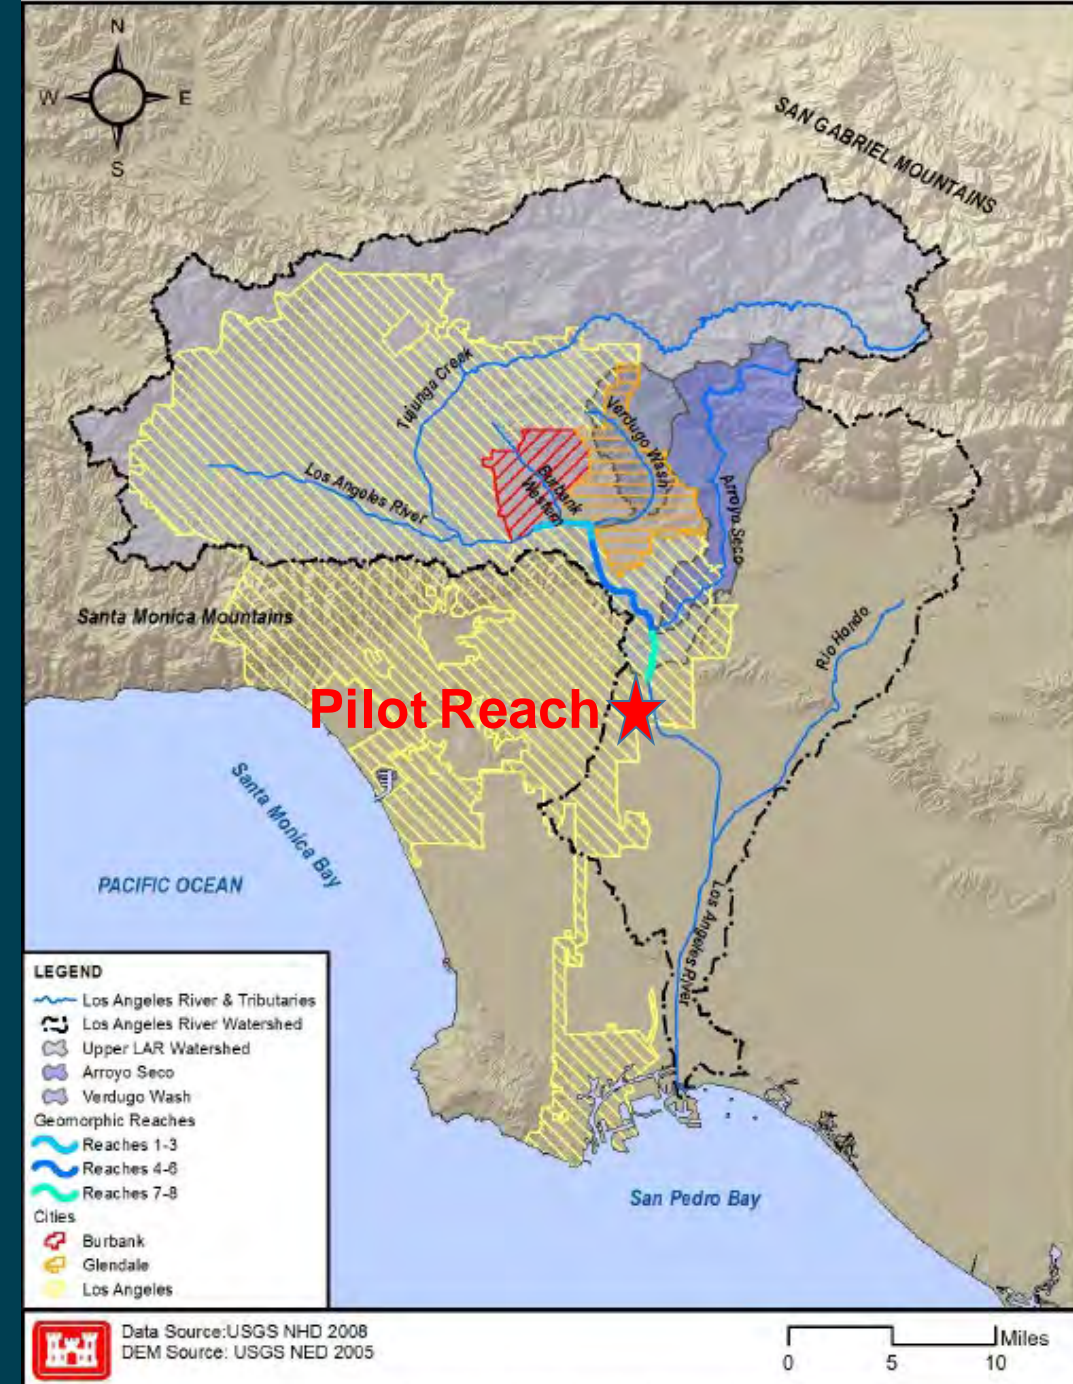 N
W E
S
SAN GABRIEL MOUNTAINS
Tujunga Creek
Verdugo Wash
Los Angeles River
Burbank
Western
Arroyo Seco
Santa Monica Mountains
Rio Hondo
Pilot Reach
Santa Monica Bay
PACIFIC OCEAN
Los Angeles River
San Pedro Bay
LEGEND
Los Angeles River & Tributaries
Los Angeles River Watershed
Upper LAR Watershed
Arroyo Seco
Verdugo Wash
Geomorphic Reaches
Reaches 1-3
Reaches 4-6
Reaches 7-8
Cities
Burbank
Glendale
Los Angeles
Data Source:USGS NHD 2008
DEM Source: USGS NED 2005
Miles
0 5 10